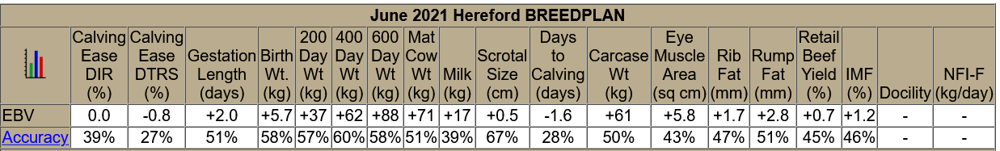 June 2021 Hereford BREEDPLAN
Calving Ease DIR (%) Calving Ease DTRS (%) Gestation Length (days) Birth Wt. (kg) 200 Day Wt (kg) 400 Day Wt (kg) 600 Day Wt (kg) Mat Cow Wt (kg) Milk (kg) Scrotal Size (cm) Days to Calving (days) Carcase Wt (kg) Eye Muscle Area (sq cm) Rib Fat (mm) Rump Fat (mm) Retail Beef Yield (%) IMF (%) Docility NFI-F (kg/day)
EBV 0.0 -0.8 +2.0 +5.7 +37 +62 +88 +71 +17 +0.5 -1.6 +61 +5.8 +1.7 +2.8 +0.7 +1.2 - -
Accuracy 39% 27% 51% 58% 57% 60% 58% 51% 39% 67% 28% 50% 43% 47% 51% 45% 46% - -